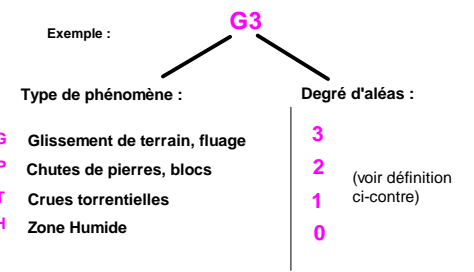 Exemple :
G3
Type de phénomène :
Degré d'aléas :
G Glissement de terrain, fluage
P Chutes de pierres, blocs
T Crues torrentielles
H Zone Humide
3
2
1
0
(voir définition
ci-contre)